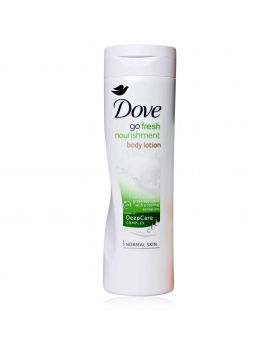 Dove
go fresh
nourishment
body lotion
DeepCare
COMPLEX
NORMAL SKIN